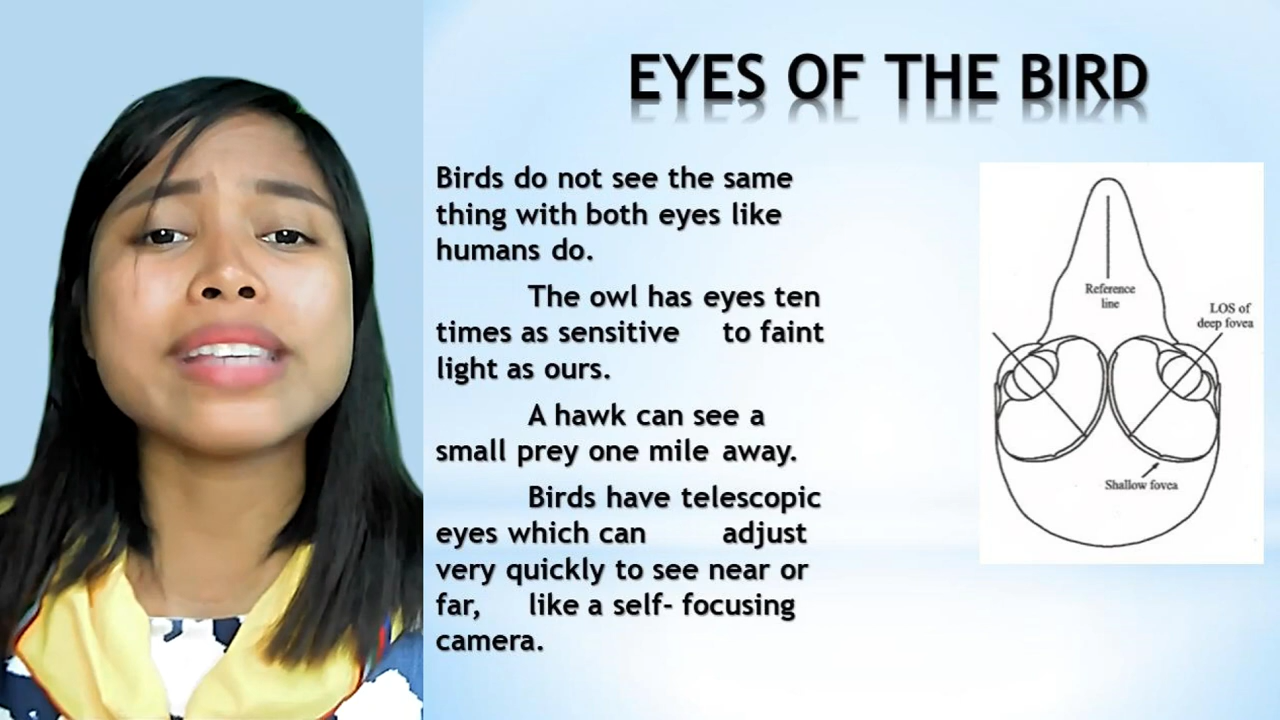 EYES OF THE BIRD
Birds do not see the same
thing with both eyes like
humans do.
The owl has eyes ten
times as sensitive to faint
light as ours.
A hawk can see a
small prey one mile away.
Birds have telescopic
eyes which can adjust
very quickly to see near or
far, like a self- focusing
camera.
Reference
line
LOS of
deep fovea
Shallow fovea